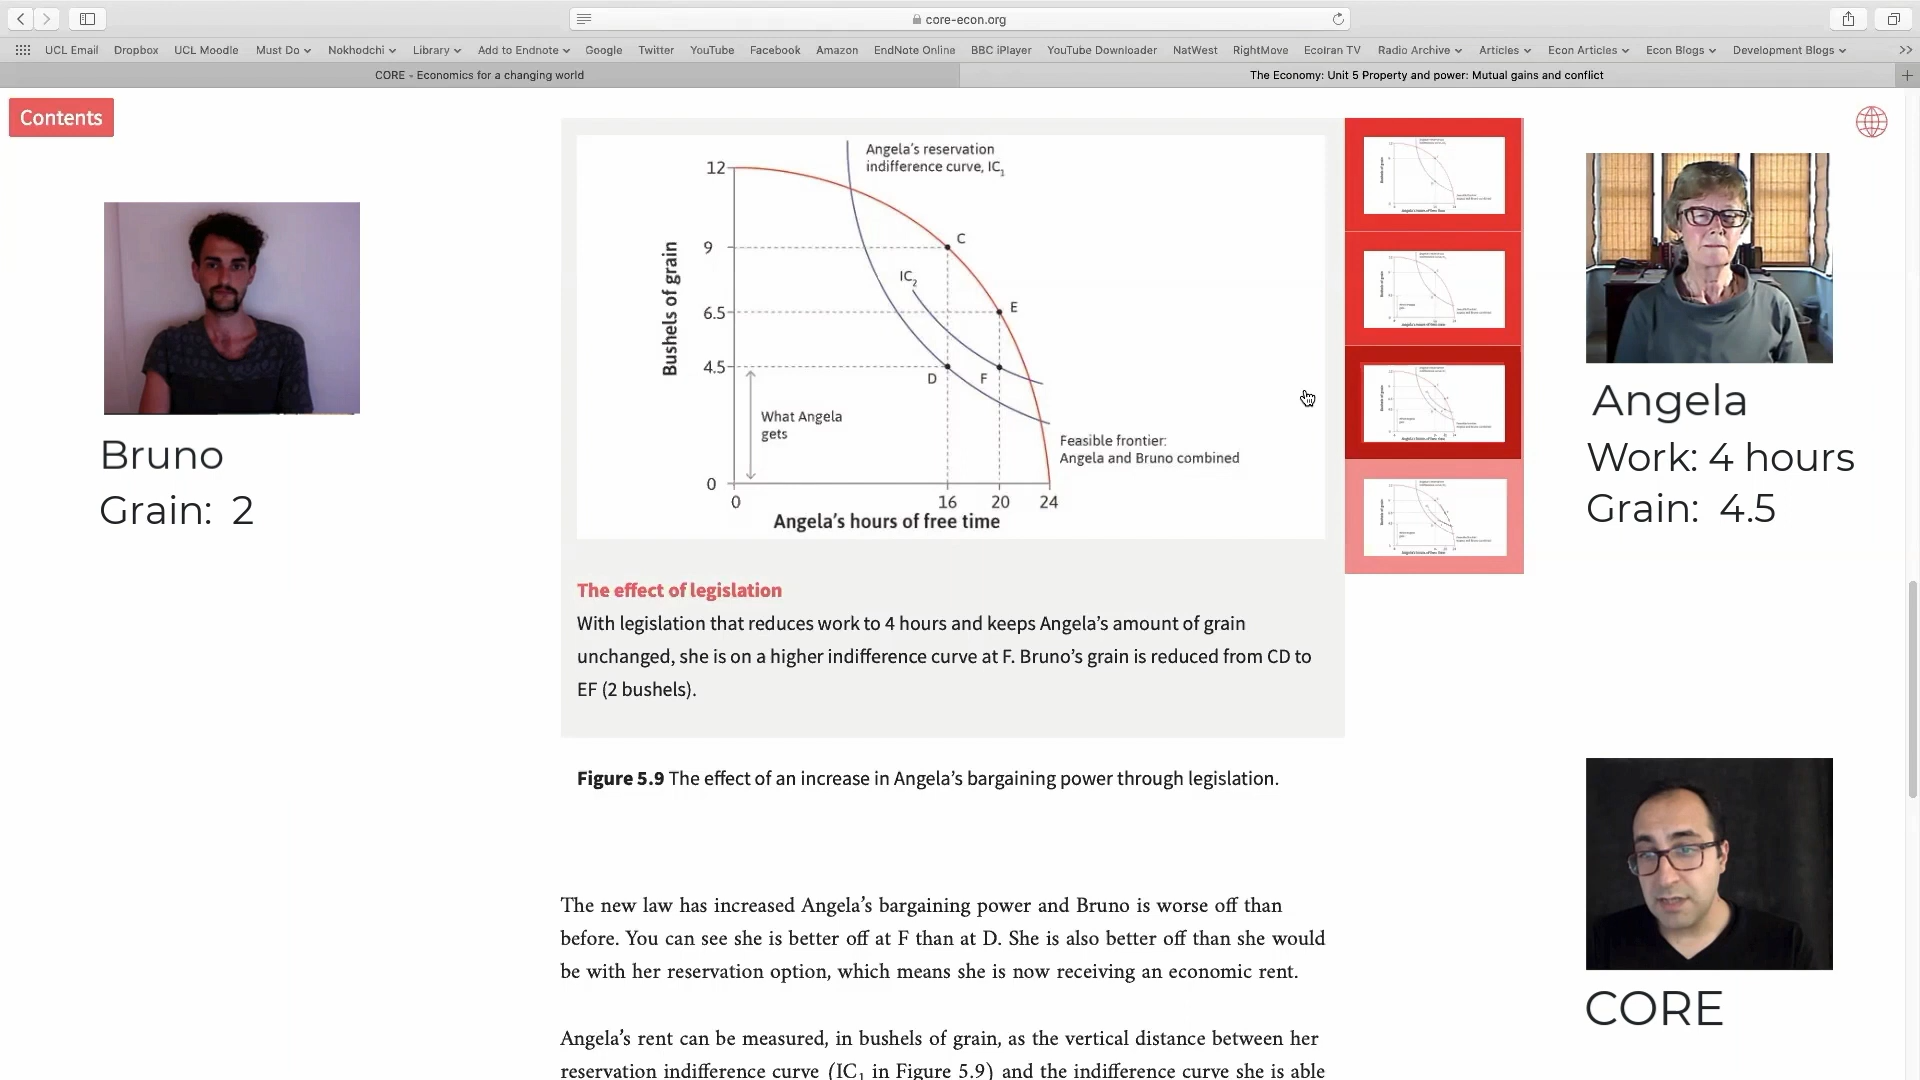 core-econ.org
UCL Email Dropbox UCL Moodle Must Do Nokhodchi Library Add to Endnote Google Twitter YouTube Facebook Amazon EndNote Online BBC iPlayer YouTube Downloader NatWest RightMove EcoIran TV Radio Archive Articles Econ Articles Econ Blogs Development Blogs >>
CORE - Economics for a changing world
The Economy: Unit 5 Property and power: Mutual gains and conflict
Contents
Bruno
Grain: 2
Angela's reservation
indifference curve, IC1
12
9
6.5
4.5
0
Bushels of grain
C
IC2
E
D
F
What Angela
gets
Feasible frontier:
Angela and Bruno combined
0 16 20 24
Angela's hours of free time
The effect of legislation
With legislation that reduces work to 4 hours and keeps Angela's amount of grain
unchanged, she is on a higher indifference curve at F. Bruno's grain is reduced from CD to
EF (2 bushels).
Figure 5.9 The effect of an increase in Angela's bargaining power through legislation.
The new law has increased Angela's bargaining power and Bruno is worse off than
before. You can see she is better off at F than at D. She is also better off than she would
be with her reservation option, which means she is now receiving an economic rent.
Angela's rent can be measured, in bushels of grain, as the vertical distance between her
reservation indifference curve (IC1 in Figure 5.9) and the indifference curve she is able
Angela
Work: 4 hours
Grain: 4.5
CORE